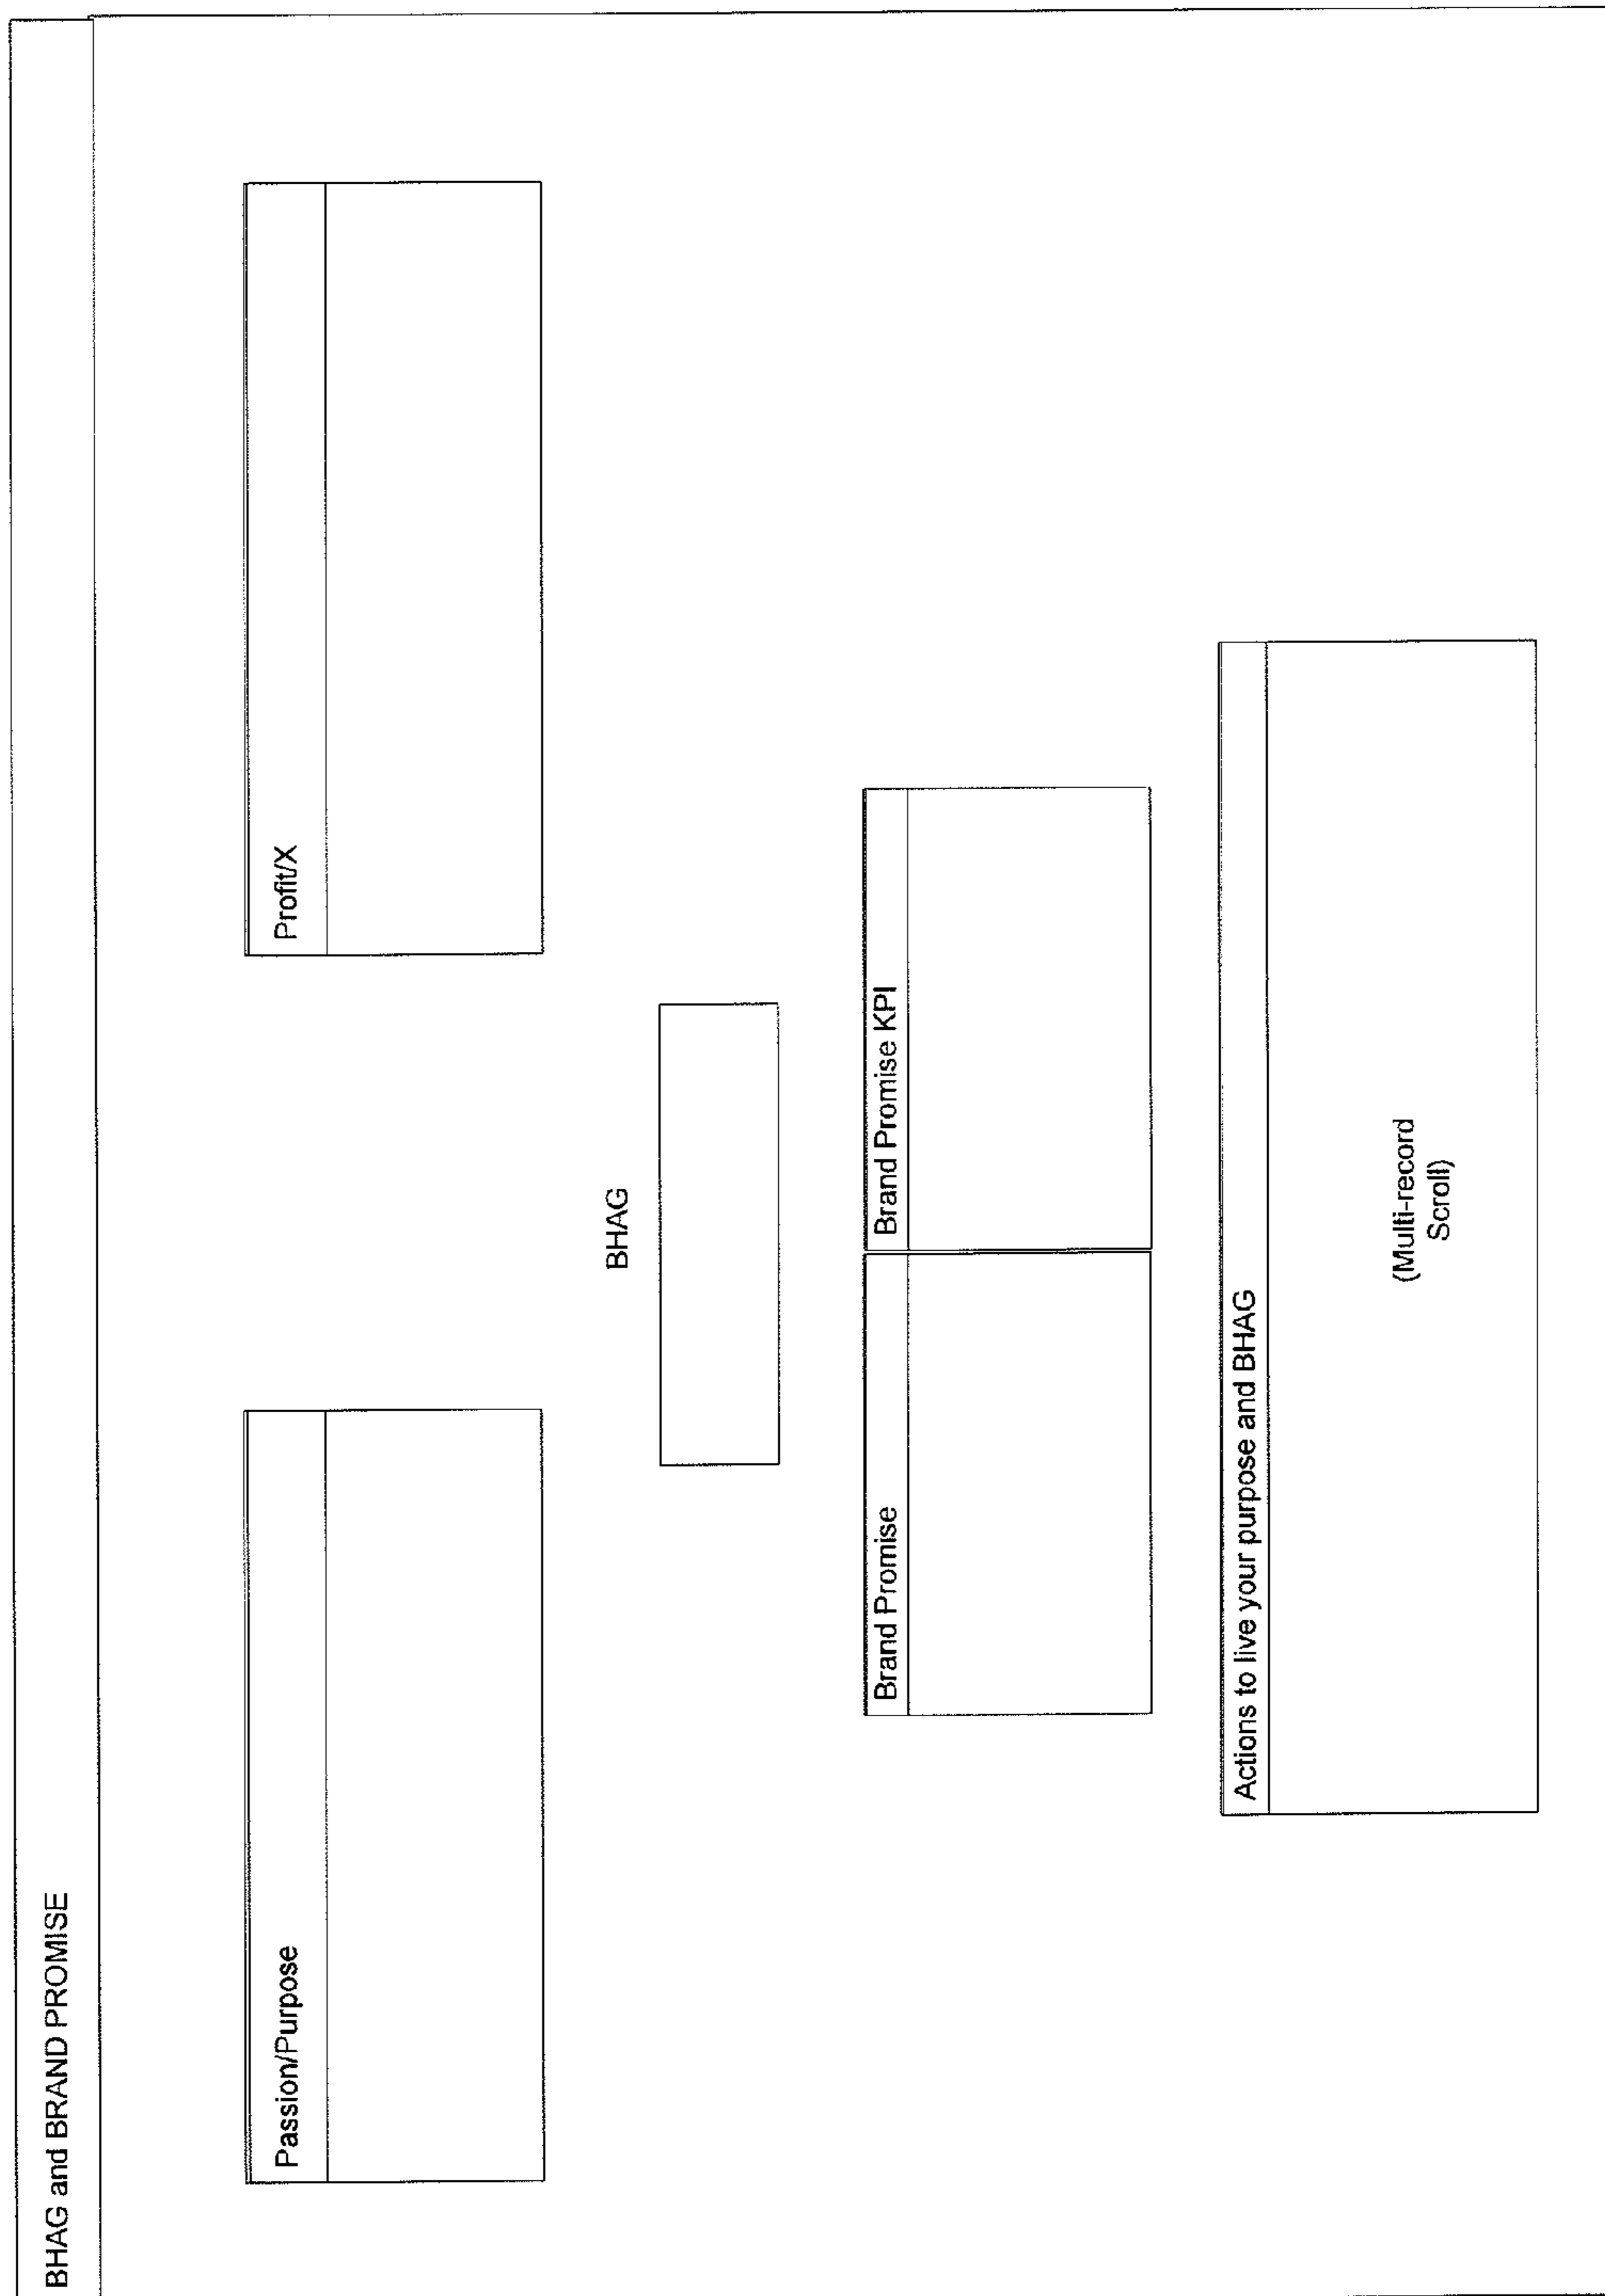 BHAG and BRAND PROMISE
Passion/Purpose
Profit/X
BHAG
Brand Promise
Brand Promise KPI
Actions to live your purpose and BHAG
(Multi-record
Scroll)